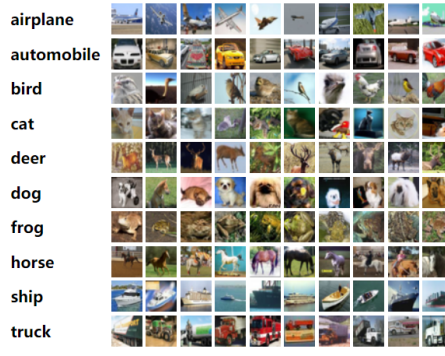 airplane
automobile
bird
cat
deer
dog
frog
horse
ship
truck